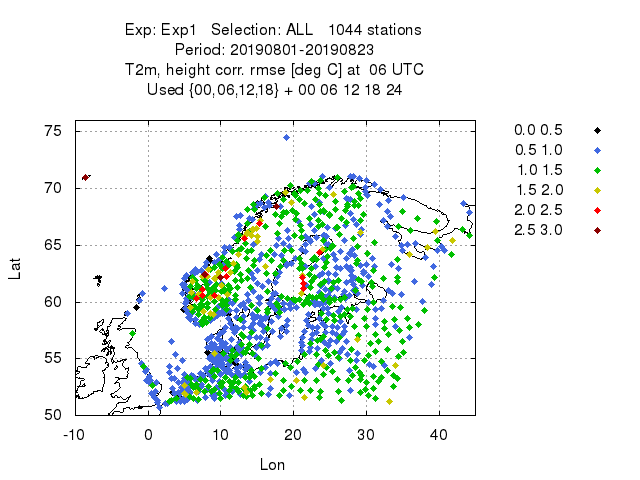 Exp: Exp1 Selection: ALL 1044 stations
Period: 20190801-20190823
T2m, height corr. rmse [deg C] at 06 UTC
Used {00,06,12,18} + 00 06 12 18 24
75
70
65
60
55
50
Lat
-10 0 10 20 30 40
Lon
0.0 0.5
0.5 1.0
1.0 1.5
1.5 2.0
2.0 2.5
2.5 3.0